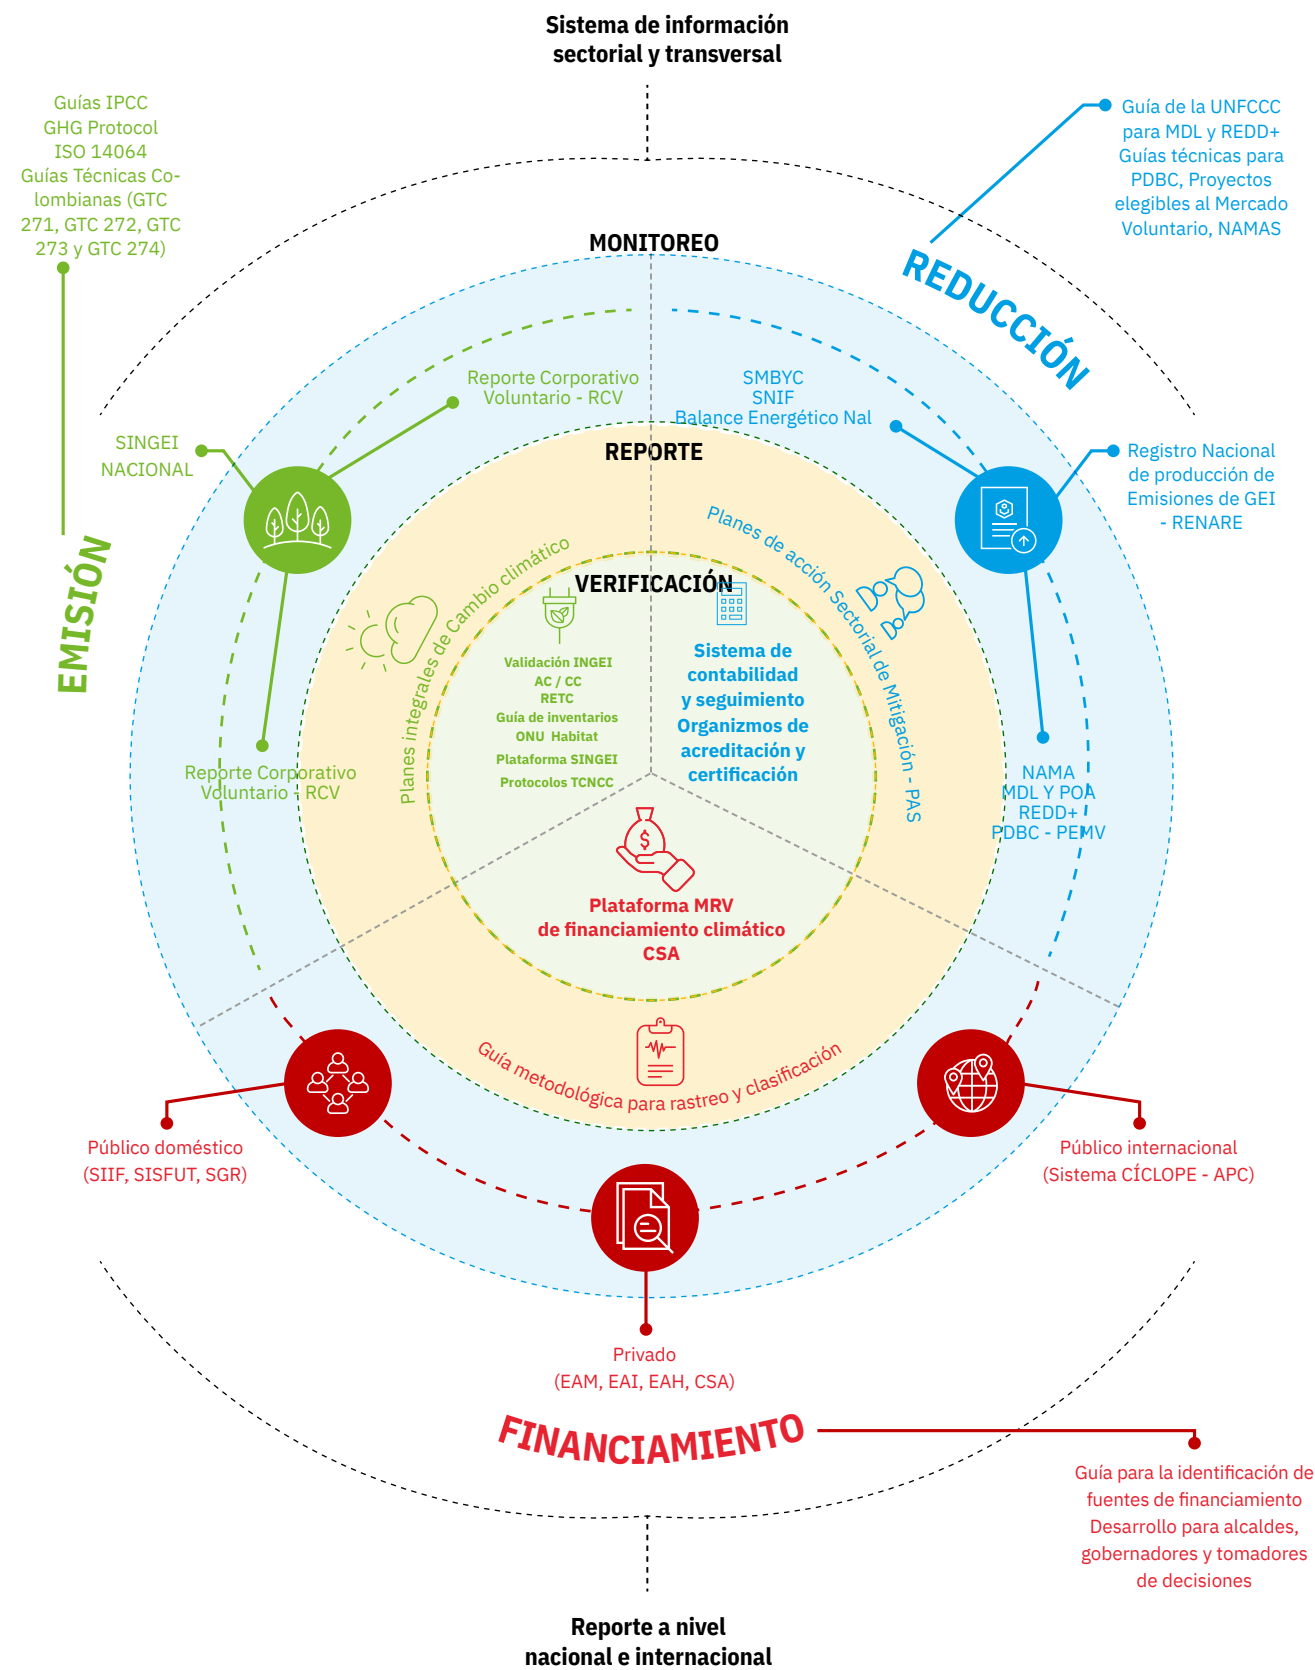 Sistema de información
sectorial y transversal
Guías IPCC
GHG Protocol
ISO 14064
Guías Técnicas Co-
lombianas (GTC
271, GTC 272, GTC
273 y GTC 274)
Guía de la UNFCCC
para MDL y REDD+
Guías técnicas para
PDBC, Proyectos
elegibles al Mercado
Voluntario, NAMAS
MONITOREO
REDUCCIÓN
Reporte Corporativo
Voluntario - RCV
SMBYC
SNIF
Balance Energético Nal
SINGEI
NACIONAL
REPORTE
Registro Nacional
de producción de
Emisiones de GEI
- RENARE
EMISIÓN
Planes integrales de Cambio climático
Planes de acción Sectorial de Mitigación - PAS
VERIFICACIÓN
Validación INGEI
AC / CC
RETC
Guía de inventarios
ONU Habitat
Plataforma SINGEI
Protocolos TCNCC
Sistema de
contabilidad
y seguimiento
Organizmos de
acreditación y
certificación
Reporte Corporativo
Voluntario - RCV
NAMA
MDL Y POA
REDD+
PDBC - PEMV
$
Plataforma MRV
de financiamiento climático
CSA
Guía metodológica para rastreo y clasificación
Público doméstico
(SIIF, SISFUT, SGR)
Público internacional
(Sistema CÍCLOPE - APC)
Privado
(EAM, EAI, EAH, CSA)
FINANCIAMIENTO
Guía para la identificación de
fuentes de financiamiento
Desarrollo para alcaldes,
gobernadores y tomadores
de decisiones
Reporte a nivel
nacional e internacional